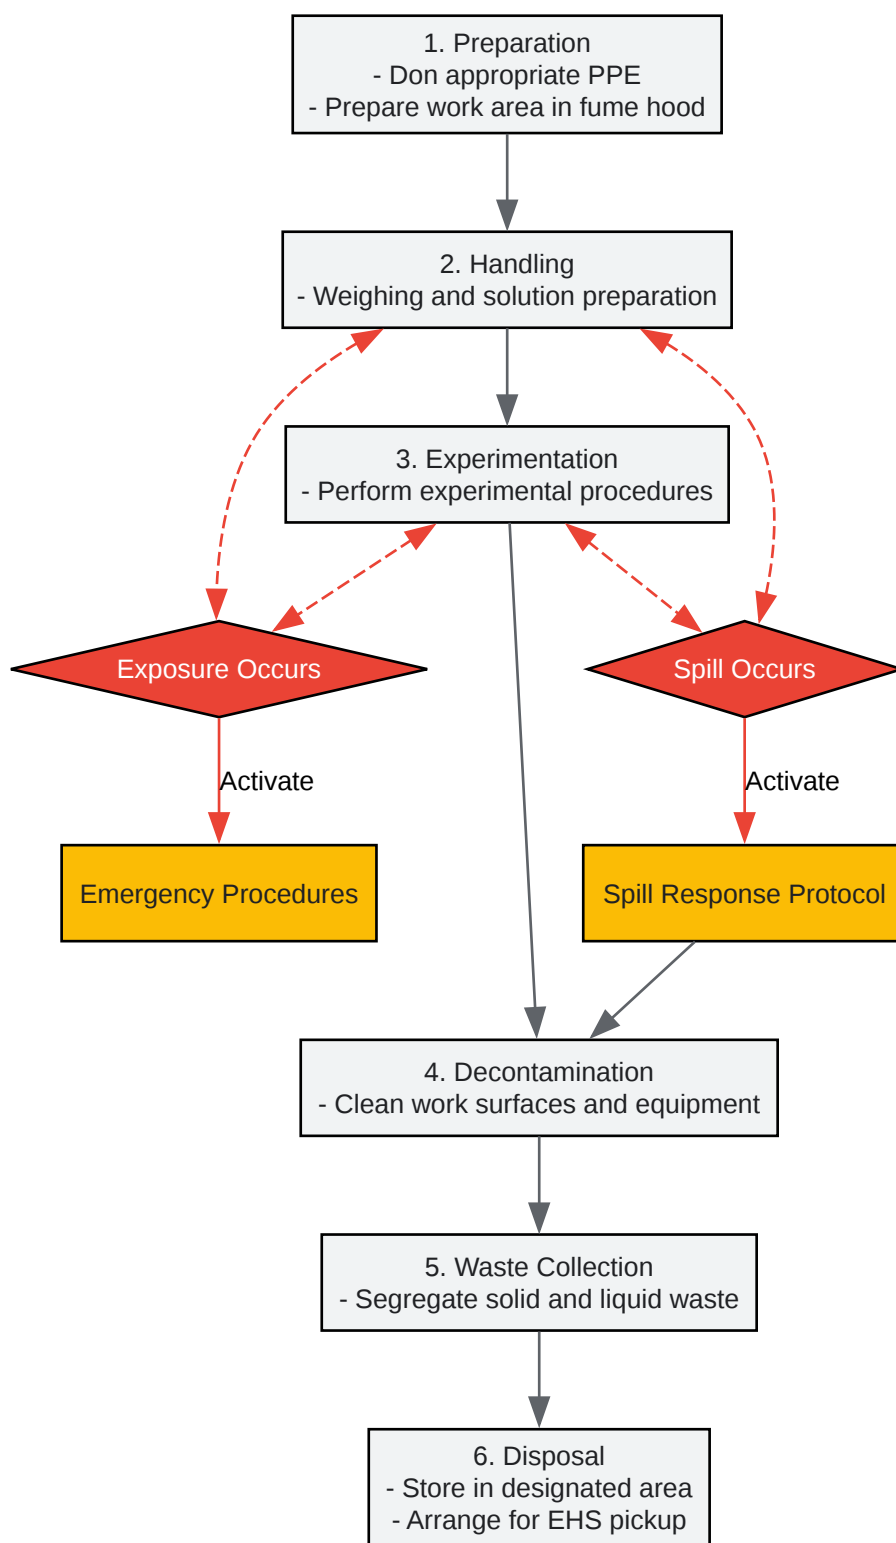 1. Preparation
- Don appropriate PPE
- Prepare work area in fume hood
2. Handling
- Weighing and solution preparation
3. Experimentation
- Perform experimental procedures
Exposure Occurs
Spill Occurs
Activate
Activate
Emergency Procedures
Spill Response Protocol
4. Decontamination
- Clean work surfaces and equipment
5. Waste Collection
- Segregate solid and liquid waste
6. Disposal
- Store in designated area
- Arrange for EHS pickup